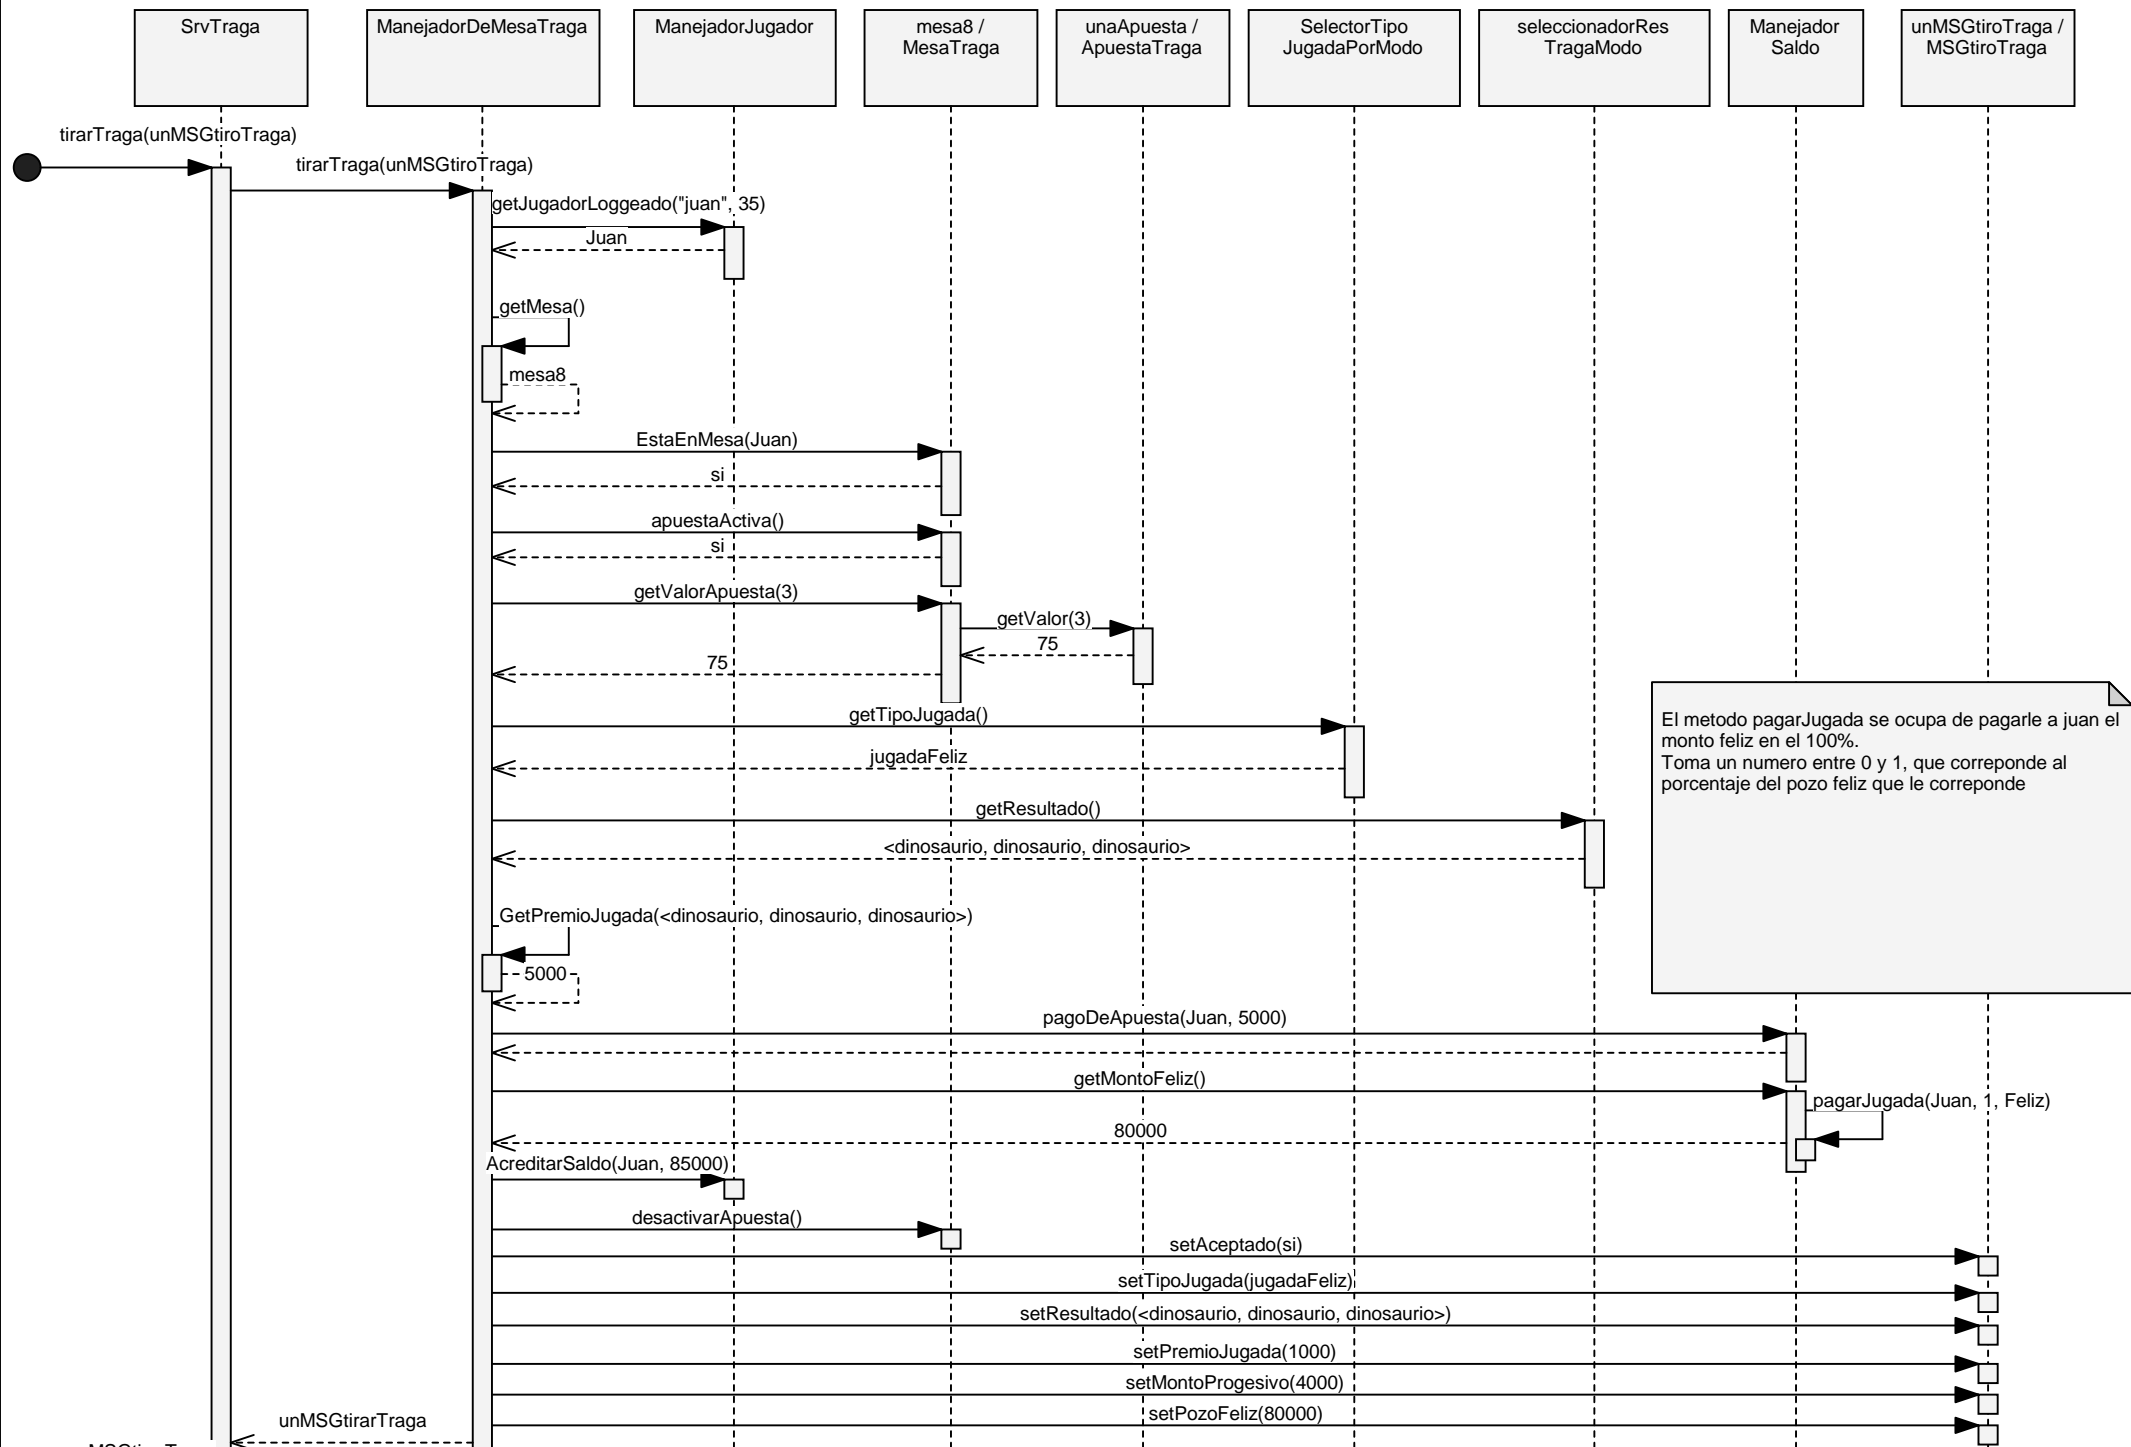 SrvTraga
ManejadorDeMesaTraga
ManejadorJugador
mesa8 /
MesaTraga
unaApuesta /
ApuestaTraga
SelectorTipo
JugadaPorModo
seleccionadorRes
TragaModo
Manejador
Saldo
unMSGtiroTraga /
MSGtiroTraga
tirarTraga(unMSGtiroTraga)
tirarTraga(unMSGtiroTraga)
getJugadorLoggeado("juan", 35)
Juan
getMesa()
mesa8
EstaEnMesa(Juan)
si
apuestaActiva()
si
getValorApuesta(3)
getValor(3)
75
75
getTipoJugada()
jugadaFeliz
El metodo pagarJugada se ocupa de pagarle a juan el
monto feliz en el 100%.
Toma un numero entre 0 y 1, que correponde al
porcentaje del pozo feliz que le correponde
getResultado()
<dinosaurio, dinosaurio, dinosaurio>
GetPremioJugada(<dinosaurio, dinosaurio, dinosaurio>)
5000
pagoDeApuesta(Juan, 5000)
getMontoFeliz()
pagarJugada(Juan, 1, Feliz)
80000
AcreditarSaldo(Juan, 85000)
desactivarApuesta()
setAceptado(si)
setTipoJugada(jugadaFeliz)
setResultado(<dinosaurio, dinosaurio, dinosaurio>)
setPremioJugada(1000)
setMontoProgesivo(4000)
setPozoFeliz(80000)
unMSGtirarTraga